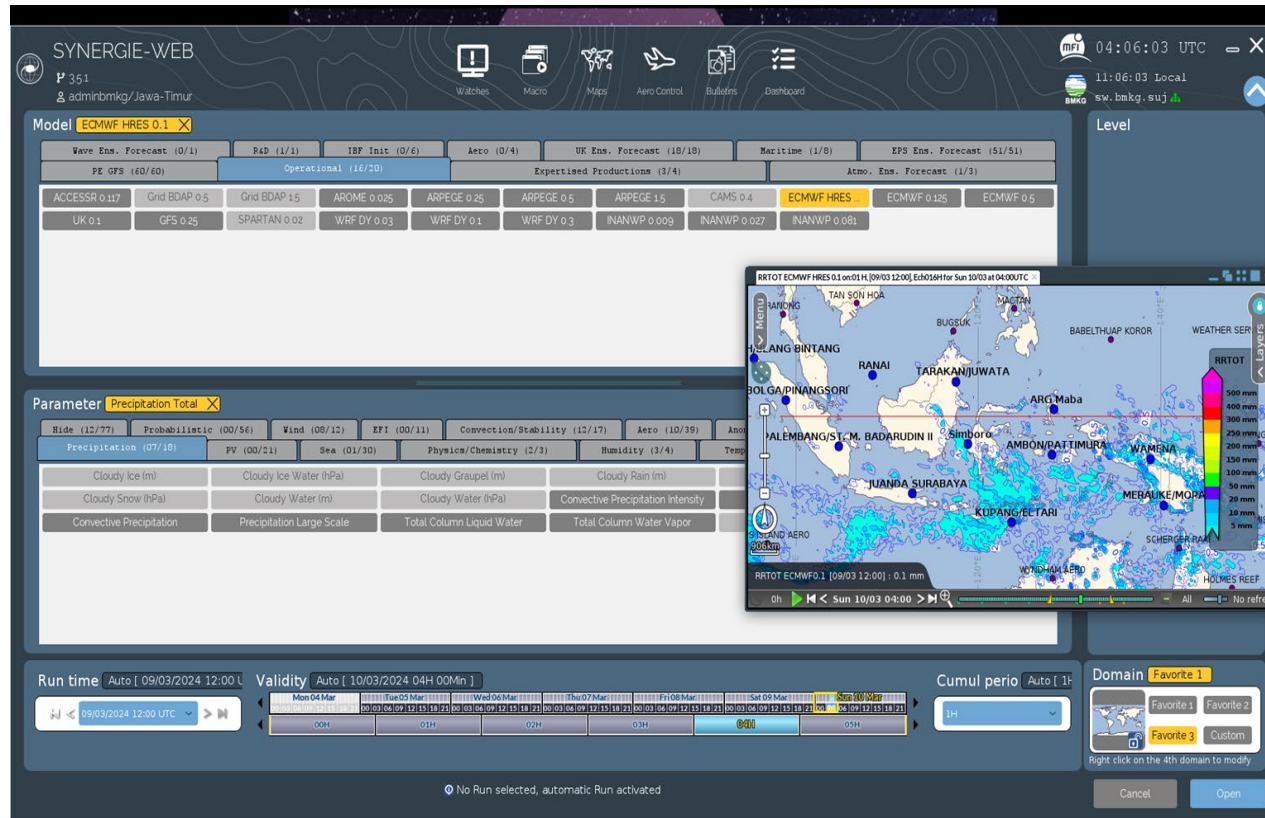 SYNERGIE-WEB
351
adminbmkg/Jawa-Timur
Watches
Macro
Maps
Aero Control
Bulletins
Dashboard
mfi
04:06:03 UTC
11:06:03 Local
BMKG
sw.bmkg.suj
Model ECMWF HRES 0.1
Wave Ens. Forecast (0/1) R&D (1/1) IBF Init (0/6) Aero (0/4) UK Ens. Forecast (18/18) Maritime (1/8) EPS Ens. Forecast (51/51)
PE GFS (60/60) Operational (16/20) Expertised Productions (3/4) Atmo. Ens. Forecast (1/3)
ACCESSR 0.117 Grid BDAP 0.5 Grid BDAP 1.5 AROME 0.025 ARPEGE 0.25 ARPEGE 0.5 ARPEGE 1.5 CAMS 0.4 ECMWF HRES ... ECMWF 0.125 ECMWF 0.5
UK 0.1 GFS 0.25 SPARTAN 0.02 WRF DY 0.03 WRF DY 0.1 WRF DY 0.3 INANWP 0.009 INANWP 0.027 INANWP 0.081
Level
Parameter Precipitation Total
Hide (12/77) Probabilistic (00/56) Wind (08/12) EFI (00/11) Convection/Stability (12/17) Aero (10/39)
Precipitation (07/18) PV (00/21) Sea (01/30) Physics/Chemistry (2/3) Humidity (3/4)
Cloudy Ice (m) Cloudy Ice Water (hPa) Cloudy Graupel (m) Cloudy Rain (m)
Cloudy Snow (hPa) Cloudy Water (m) Cloudy Water (hPa) Convective Precipitation Intensity
Convective Precipitation Precipitation Large Scale Total Column Liquid Water Total Column Water Vapor
RRTOT ECMWF HRES 0.1 on:01 H, [09/03 12:00], Ech016H for Sun 10/03 at 04:00UTC
Menu
Layers
TAN SON HOA
MACTAN
BUGSUK
BABELTHUAP KOROR
WEATHER SER
RANAI
TARAKAN/JUWATA
ARG Maba
M. BADARUDIN II
Simboro
AMBON/PATTIMURA
WAMENA
JUANDA SURABAYA
KUPANG/ELTARI
MERAUKE/MOPA
HOLMES REEF
906km
120°E
140°E
RRTOT
500 mm
400 mm
300 mm
250 mm
200 mm
150 mm
100 mm
50 mm
20 mm
10 mm
5 mm
RRTOT ECMWF0.1 [09/03 12:00] : 0.1 mm
0h Sun 10/03 04:00 All No refre
Run time Auto [ 09/03/2024 12:00 U
09/03/2024 12:00 UTC
Validity Auto [ 10/03/2024 04H 00Min ]
Mon 04 Mar Tue 05 Mar Wed 06 Mar Thu 07 Mar Fri 08 Mar Sat 09 Mar Sun 10 Mar
00H 01H 02H 03H 04H 05H
Cumul perio Auto [ 1H
1H
Domain Favorite 1
Favorite 1 Favorite 2
Favorite 3 Custom
Right click on the 4th domain to modify
No Run selected, automatic Run activated
Cancel Open